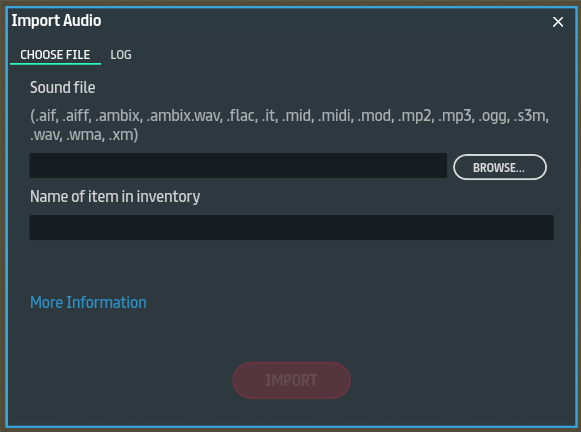 Import Audio
CHOOSE FILE LOG
Sound file
(.aif, .aiff, .ambix, .ambix.wav, .flac, .it, .mid, .midi, .mod, .mp2, .mp3, .ogg, .s3m,
.wav, .wma, .xm)
BROWSE...
Name of item in inventory
More Information
IMPORT